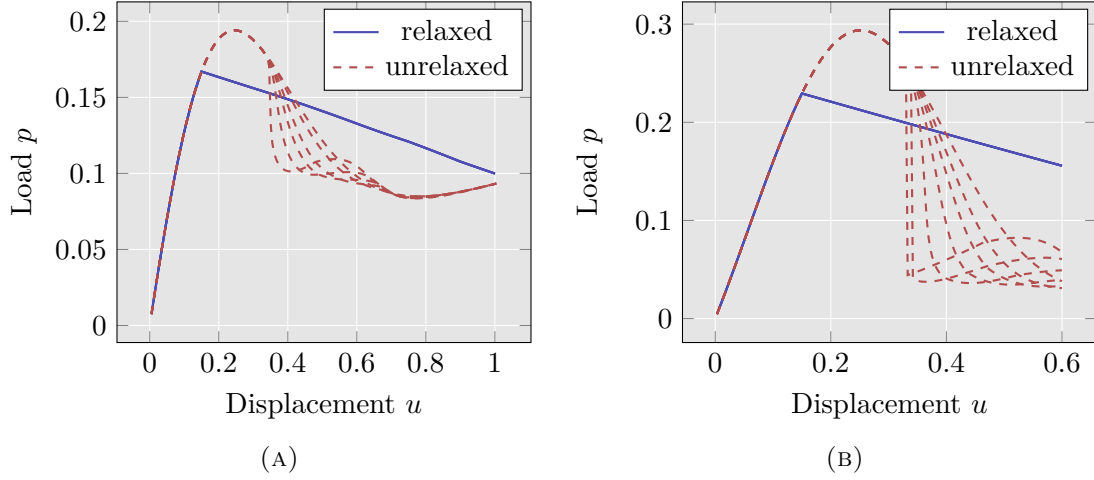 0.2
0.15
0.1
0.05
0
Load p
relaxed
unrelaxed
0 0.2 0.4 0.6 0.8 1
Displacement u
(A)
0.3
0.2
0.1
0
Load p
relaxed
unrelaxed
0 0.2 0.4 0.6
Displacement u
(B)